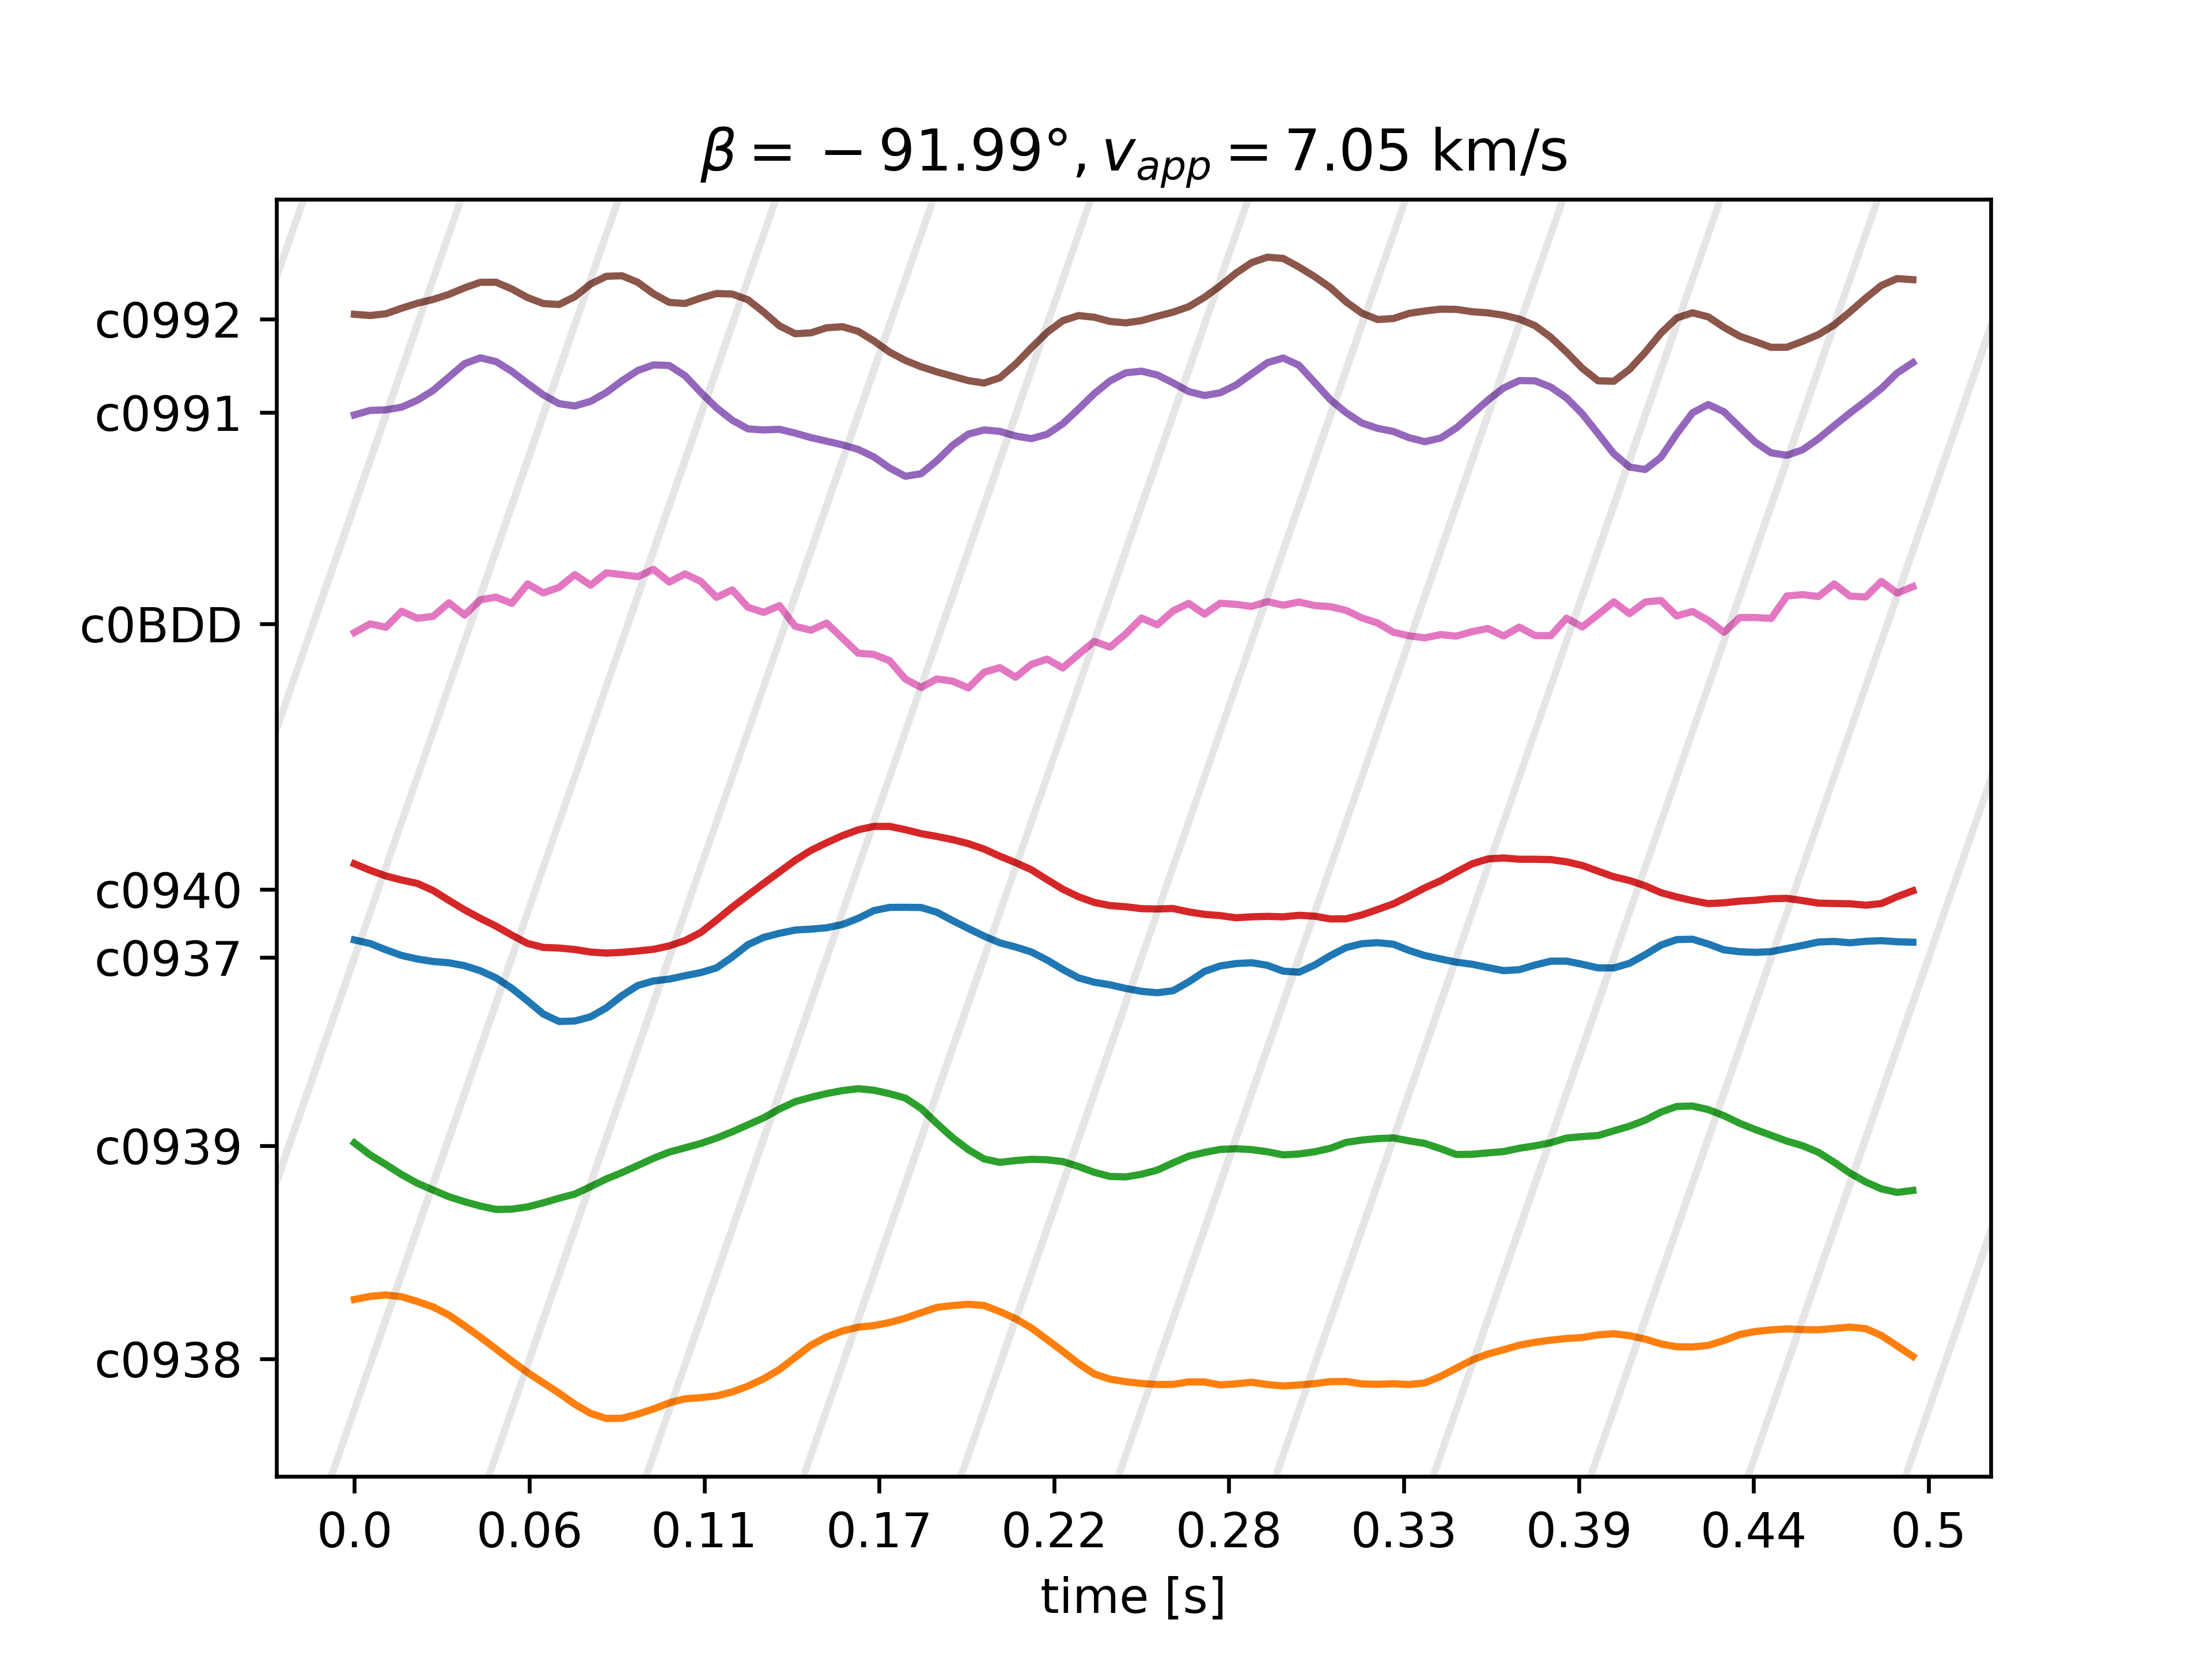 β = − 91.99°, v_app = 7.05 km/s
c0992
c0991
c0BDD
c0940
c0937
c0939
c0938
0.0 0.06 0.11 0.17 0.22 0.28 0.33 0.39 0.44 0.5
time [s]